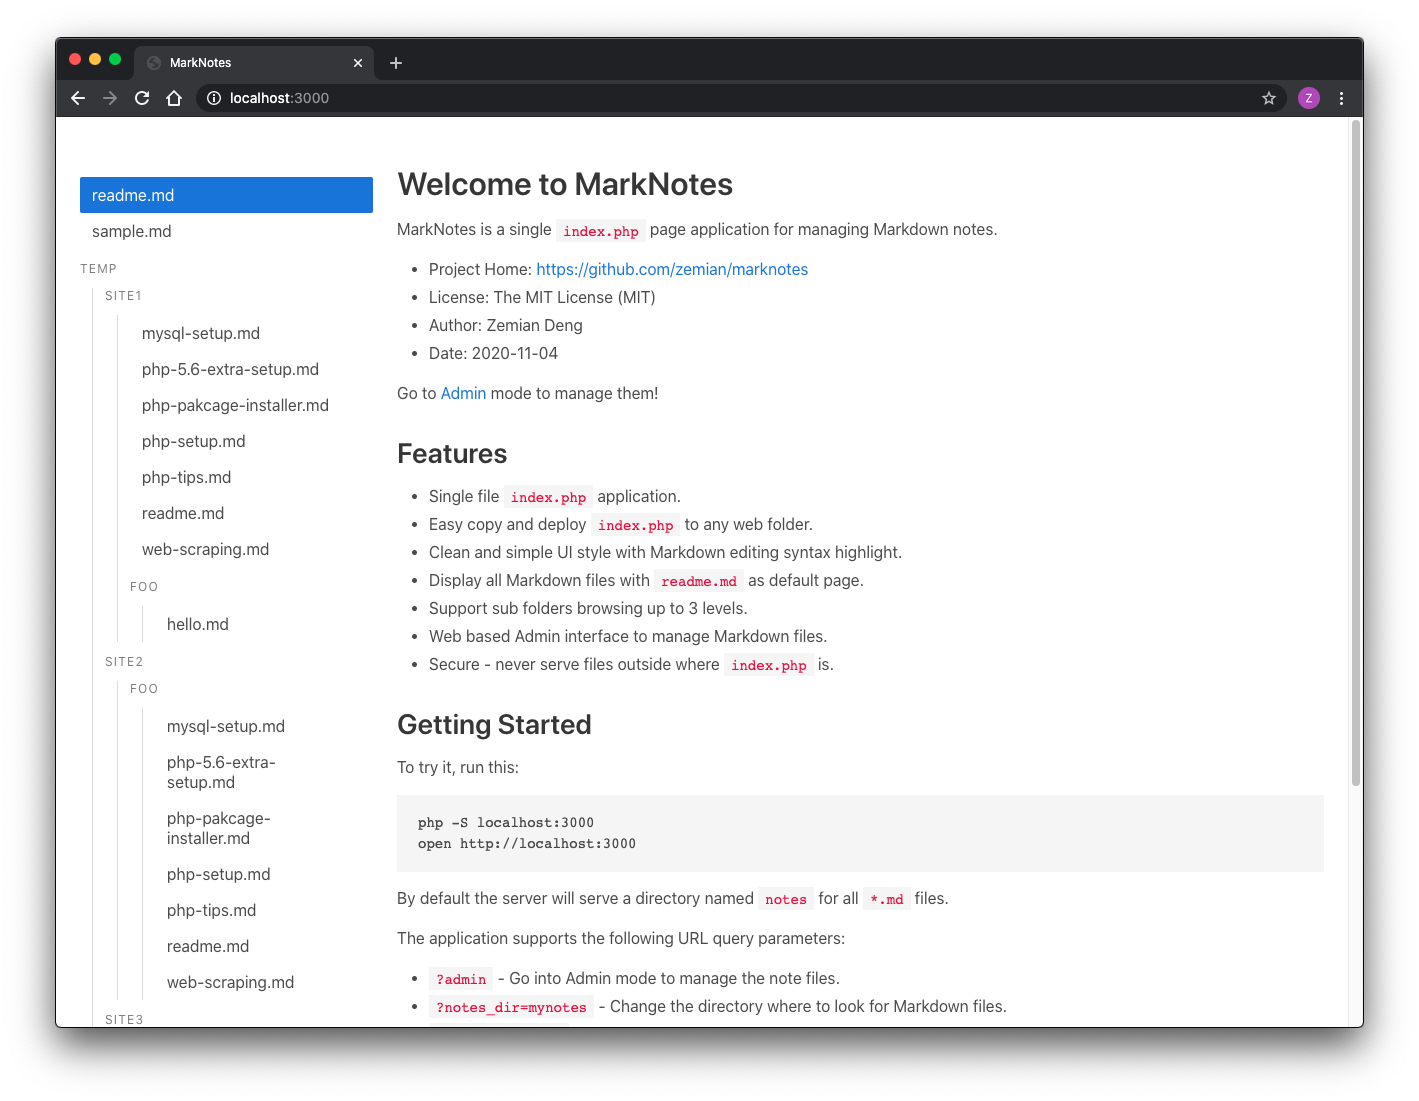 MarkNotes
localhost:3000
Z
readme.md
sample.md
TEMP
SITE1
mysql-setup.md
php-5.6-extra-setup.md
php-pakcage-installer.md
php-setup.md
php-tips.md
readme.md
web-scraping.md
FOO
hello.md
SITE2
FOO
mysql-setup.md
php-5.6-extra-
setup.md
php-pakcage-
installer.md
php-setup.md
php-tips.md
readme.md
web-scraping.md
SITE3
Welcome to MarkNotes
MarkNotes is a single index.php page application for managing Markdown notes.
• Project Home: https://github.com/zemian/marknotes
• License: The MIT License (MIT)
• Author: Zemian Deng
• Date: 2020-11-04
Go to Admin mode to manage them!
Features
• Single file index.php application.
• Easy copy and deploy index.php to any web folder.
• Clean and simple UI style with Markdown editing syntax highlight.
• Display all Markdown files with readme.md as default page.
• Support sub folders browsing up to 3 levels.
• Web based Admin interface to manage Markdown files.
• Secure - never serve files outside where index.php is.
Getting Started
To try it, run this:
php -S localhost:3000
open http://localhost:3000
By default the server will serve a directory named notes for all *.md files.
The application supports the following URL query parameters:
• ?admin - Go into Admin mode to manage the note files.
• ?notes_dir=mynotes - Change the directory where to look for Markdown files.